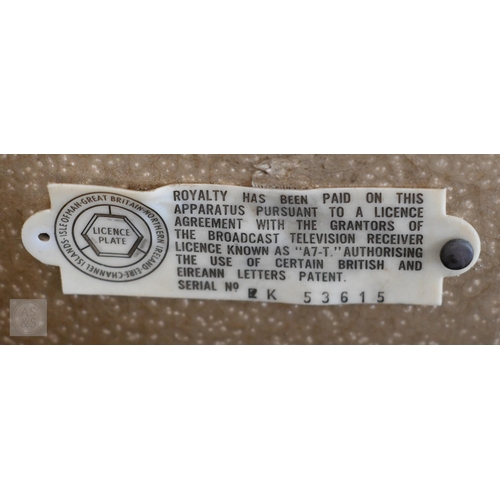 ISLE OF MAN·GREAT BRITAIN·NORTHERN IRELAND·EIRE·CHANNEL ISLANDS·
LICENCE
PLATE
ROYALTY HAS BEEN PAID ON THIS
APPARATUS PURSUANT TO A LICENCE
AGREEMENT WITH THE GRANTORS OF
THE BROADCAST TELEVISION RECEIVER
LICENCE KNOWN AS "A7-T." AUTHORISING
THE USE OF CERTAIN BRITISH AND
EIREANN LETTERS PATENT.
SERIAL Nº K 53615